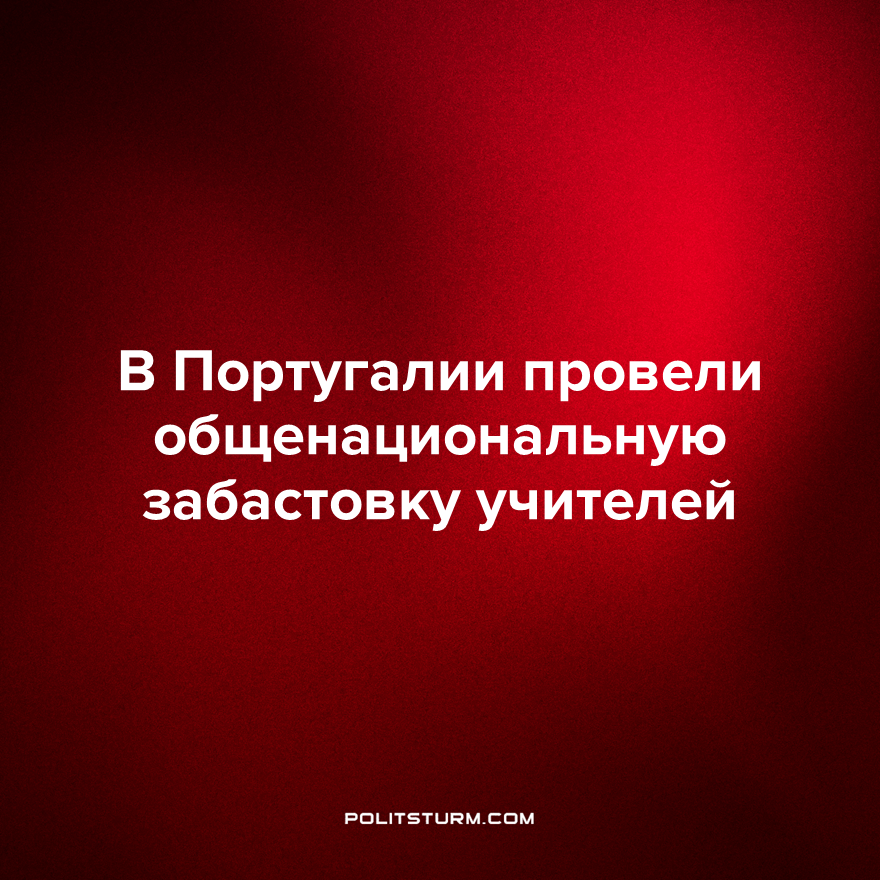 В Португалии провели
общенациональную
забастовку учителей
POLITSTURM.COM